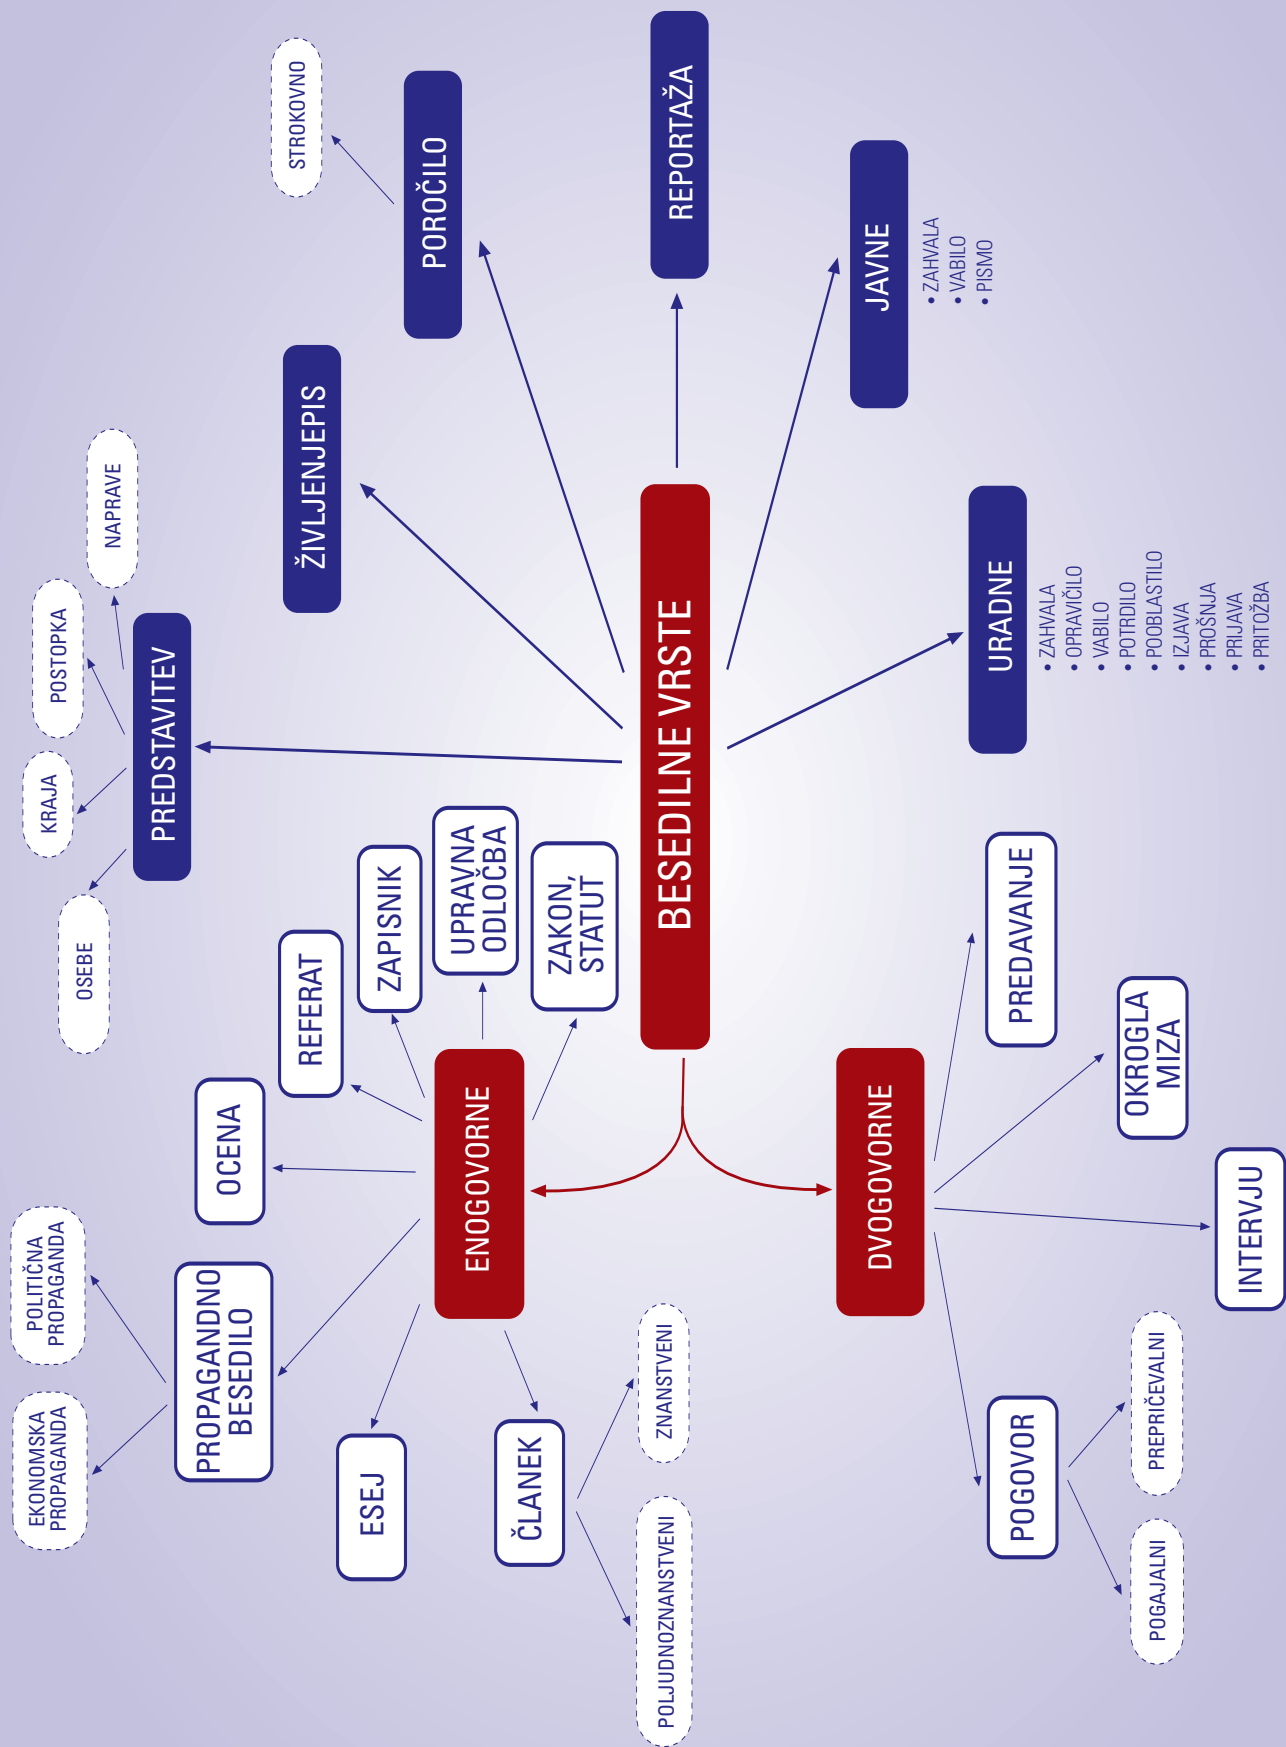 EKONOMSKA
PROPAGANDA
POLITIČNA
PROPAGANDA
PROPAGANDNO
BESEDILO
OCENA
REFERAT
ZAPISNIK
UPRAVNA
ODLOČBA
ZAKON,
STATUT
ESEJ
ČLANEK
POLJUDNOZNANSTVENI
ZNANSTVENI
ENOGOVORNE
OSEBE
KRAJA
POSTOPKA
NAPRAVE
PREDSTAVITEV
ŽIVLJENJEPIS
STROKOVNO
POROČILO
REPORTAŽA
BESEDILNE VRSTE
JAVNE
• ZAHVALA
• VABILO
• PISMO
URADNE
• ZAHVALA
• OPRAVIČILO
• VABILO
• POTRDILO
• POOBLASTILO
• IZJAVA
• PROŠNJA
• PRIJAVA
• PRITOŽBA
DVOGOVORNE
PREDAVANJE
OKROGLA
MIZA
INTERVJU
POGOVOR
POGAJALNI
PREPRIČEVALNI